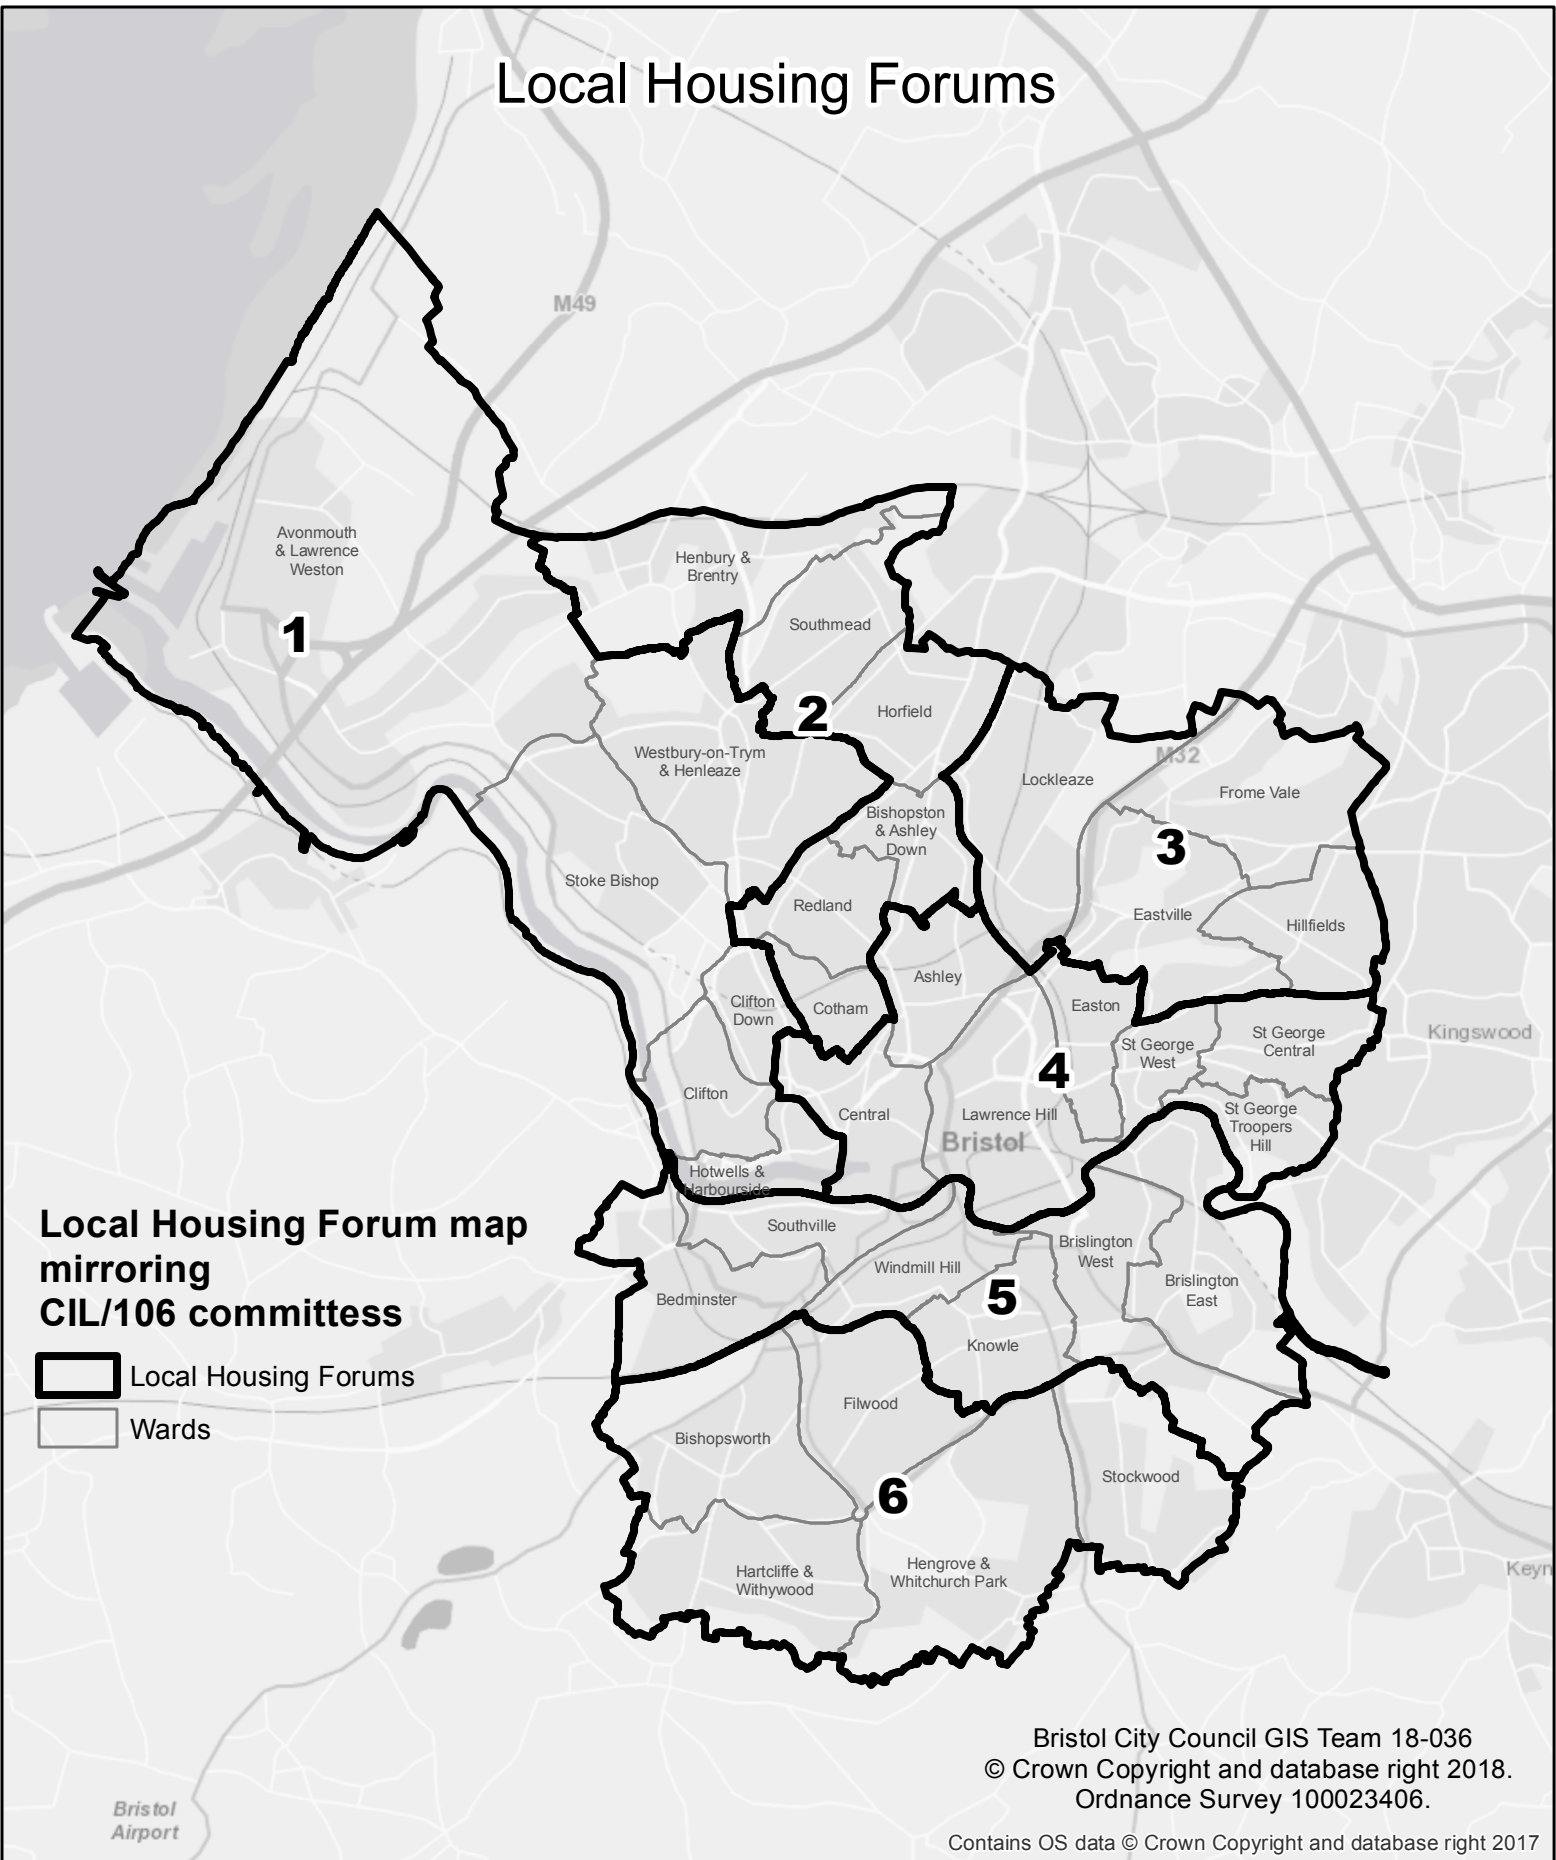 Local Housing Forums
M49
Avonmouth
& Lawrence
Weston
1
Henbury &
Brentry
Southmead
2
Horfield
Westbury-on-Trym
& Henleaze
Lockleaze
M32
Frome Vale
Bishopston
& Ashley
Down
3
Stoke Bishop
Redland
Eastville
Hillfields
Ashley
Clifton
Down
Cotham
Easton
St George
West
St George
Central
Kingswood
4
Clifton
Central
Lawrence Hill
St George
Troopers
Hill
Bristol
Hotwells &
Harbourside
Southville
Windmill Hill
Brislington
West
Brislington
East
5
Bedminster
Knowle
Local Housing Forum map
mirroring
CIL/106 committess
Local Housing Forums
Wards
Filwood
Bishopsworth
Stockwood
6
Hartcliffe &
Withywood
Hengrove &
Whitchurch Park
Keyn
Bristol City Council GIS Team 18-036
© Crown Copyright and database right 2018.
Ordnance Survey 100023406.
Bristol
Airport
Contains OS data © Crown Copyright and database right 2017